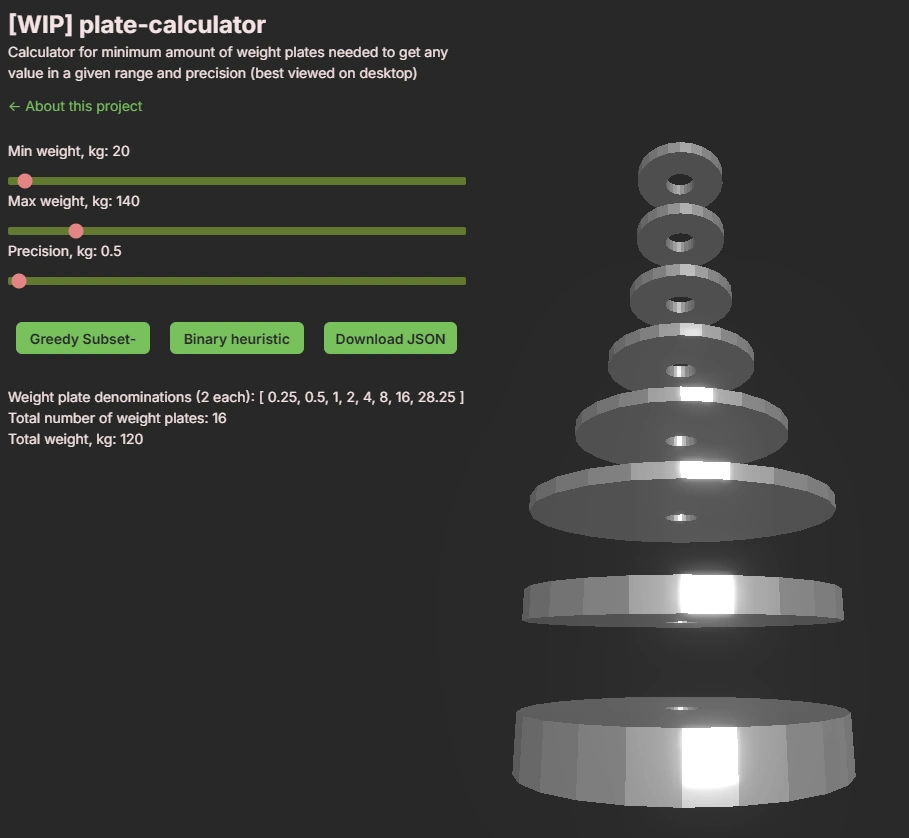 [WIP] plate-calculator
Calculator for minimum amount of weight plates needed to get any
value in a given range and precision (best viewed on desktop)
← About this project
Min weight, kg: 20
Max weight, kg: 140
Precision, kg: 0.5
Greedy Subset- Binary heuristic Download JSON
Weight plate denominations (2 each): [ 0.25, 0.5, 1, 2, 4, 8, 16, 28.25 ]
Total number of weight plates: 16
Total weight, kg: 120